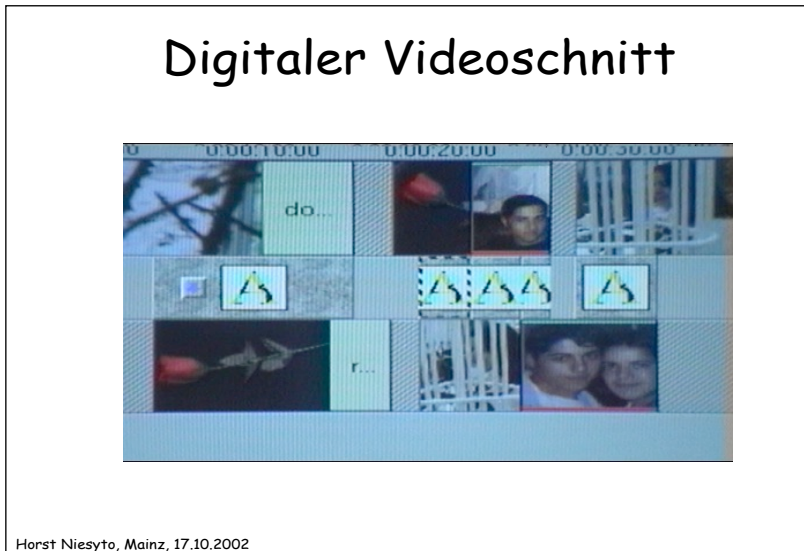 Digitaler Videoschnitt
0:00:10:00 0:00:20:00 0:00:30:00
do...
A A A A A
r...
Horst Niesyto, Mainz, 17.10.2002